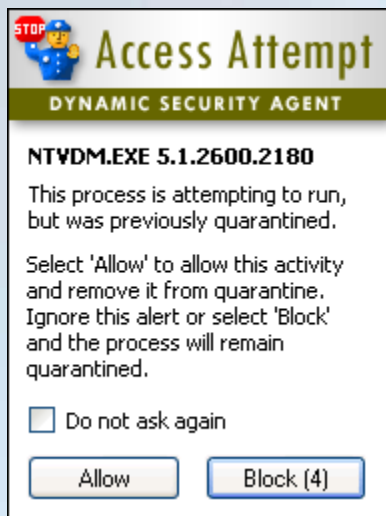 STOP
Access Attempt
DYNAMIC SECURITY AGENT
NTVDM.EXE 5.1.2600.2180
This process is attempting to run,
but was previously quarantined.
Select 'Allow' to allow this activity
and remove it from quarantine.
Ignore this alert or select 'Block'
and the process will remain
quarantined.
Do not ask again
Allow
Block (4)